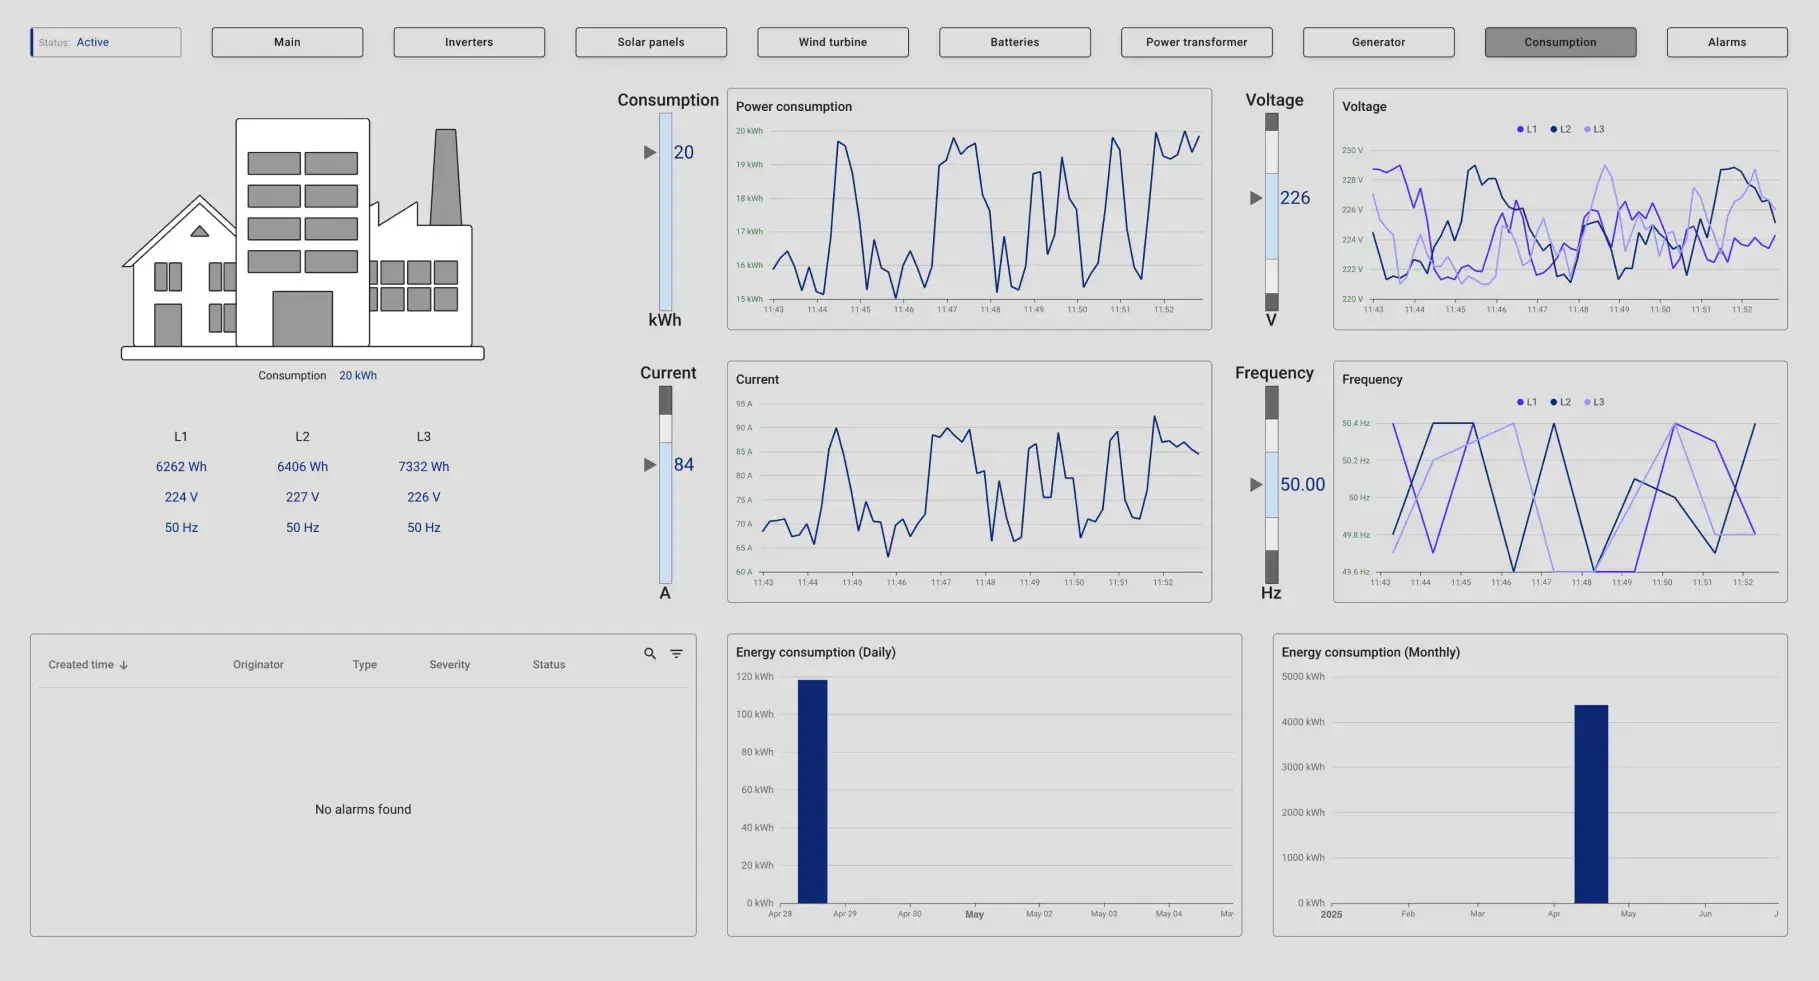 Status: Active
Main
Inverters
Solar panels
Wind turbine
Batteries
Power transformer
Generator
Consumption
Alarms
Consumption 20 kWh
L1 L2 L3
6262 Wh 6406 Wh 7332 Wh
224 V 227 V 226 V
50 Hz 50 Hz 50 Hz
Consumption
20
kWh
Power consumption
20 kWh
19 kWh
18 kWh
17 kWh
16 kWh
15 kWh
11:43 11:44 11:45 11:46 11:47 11:48 11:49 11:50 11:51 11:52
Voltage
226
V
Voltage
L1 L2 L3
230 V
228 V
226 V
224 V
222 V
220 V
11:43 11:44 11:45 11:46 11:47 11:48 11:49 11:50 11:51 11:52
Current
84
A
Current
95 A
90 A
85 A
80 A
75 A
70 A
65 A
60 A
11:43 11:44 11:45 11:46 11:47 11:48 11:49 11:50 11:51 11:52
Frequency
50.00
Hz
Frequency
L1 L2 L3
50.4 Hz
50.2 Hz
50 Hz
49.8 Hz
49.6 Hz
11:43 11:44 11:45 11:46 11:47 11:48 11:49 11:50 11:51 11:52
Created time Originator Type Severity Status
No alarms found
Energy consumption (Daily)
120 kWh
100 kWh
80 kWh
60 kWh
40 kWh
20 kWh
0 kWh
Apr 28 Apr 29 Apr 30 May May 02 May 03 May 04
Energy consumption (Monthly)
5000 kWh
4000 kWh
3000 kWh
2000 kWh
1000 kWh
0 kWh
2025 Feb Mar Apr May Jun J